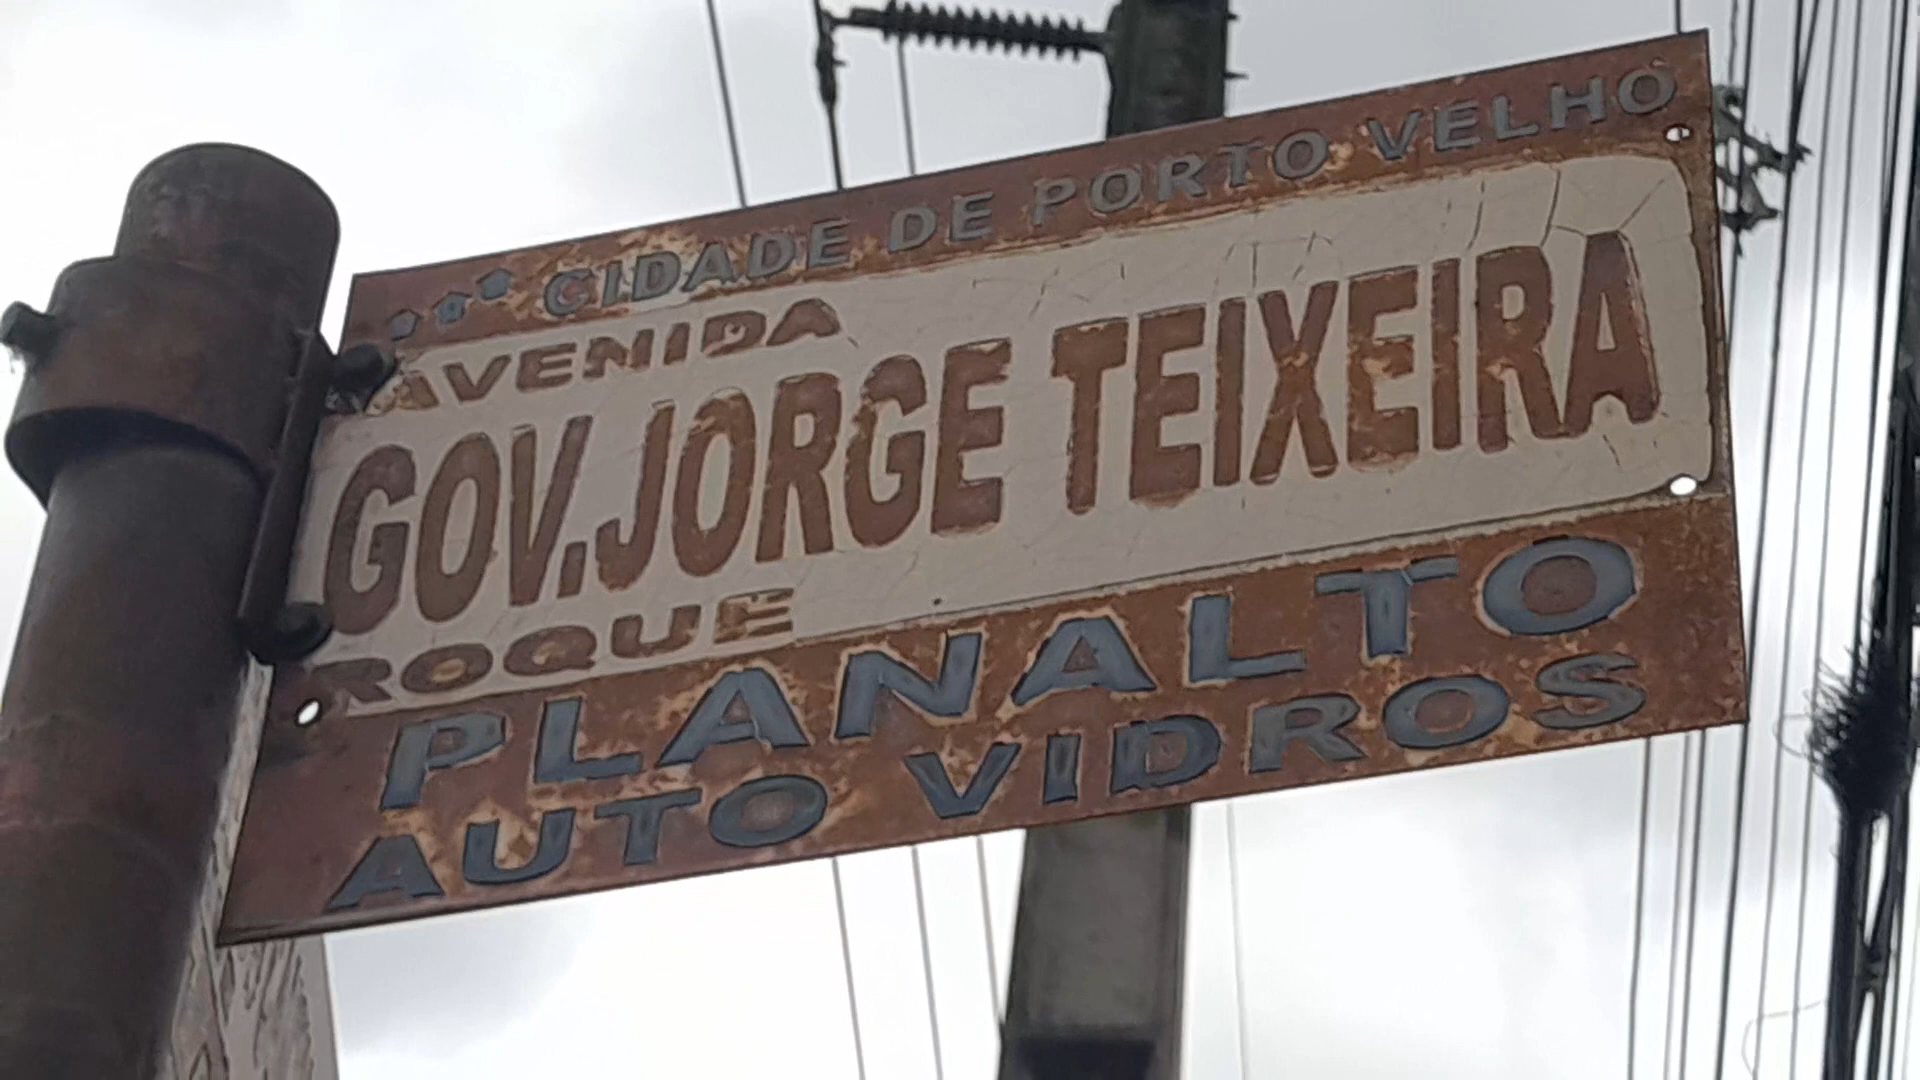 CIDADE DE PORTO VELHO
AVENIDA
GOV.JORGE TEIXEIRA
ROQUE
PLANALTO
AUTO VIDROS